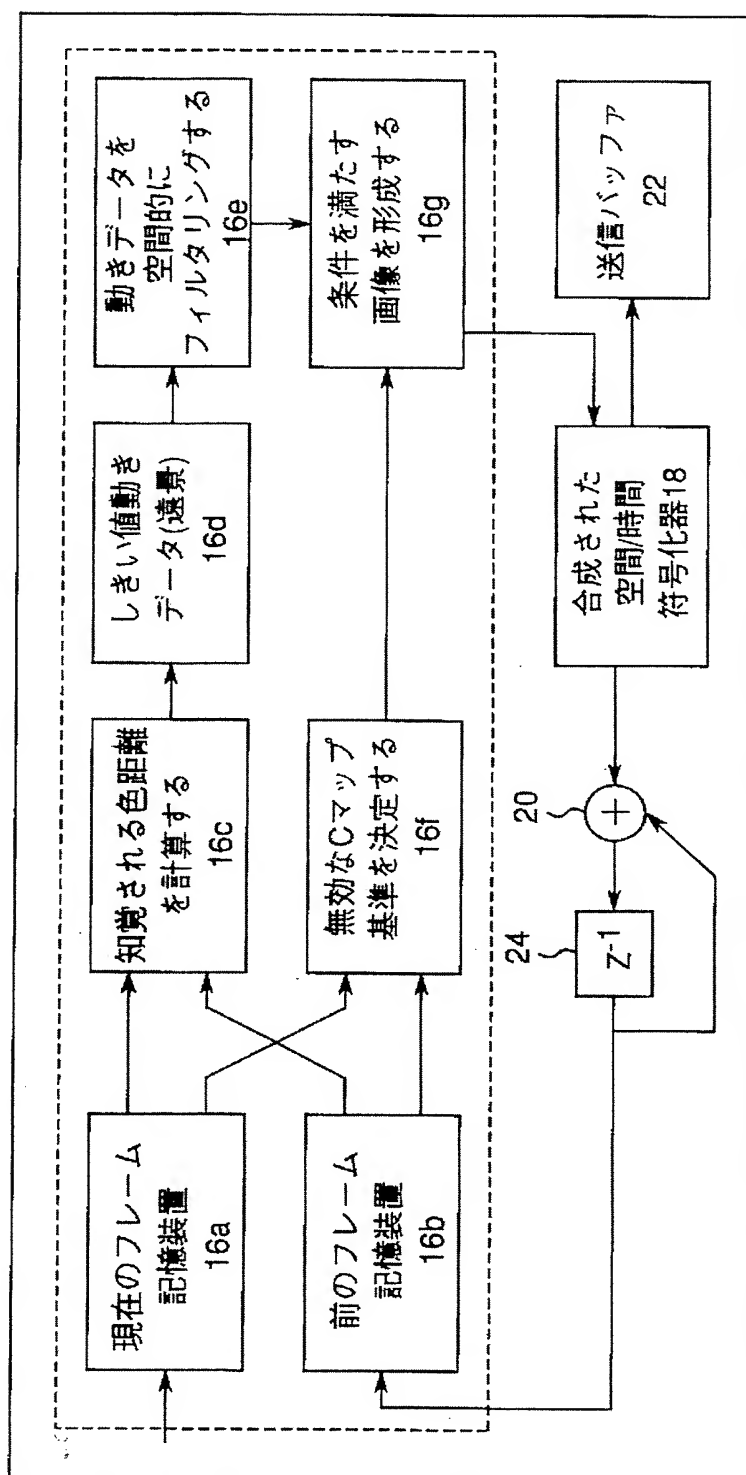 現在のフレーム
記憶装置
16a
知覚される色距離
を計算する
16c
しきい値動き
データ(遠景)
16d
動きデータを
空間的に
フィルタリングする
16e
前のフレーム
記憶装置
16b
無効なCマップ
基準を決定する
16f
条件を満たす
画像を形成する
16g
24
Z-1
20
+
合成された
空間/時間
符号化器18
送信バッファ
22